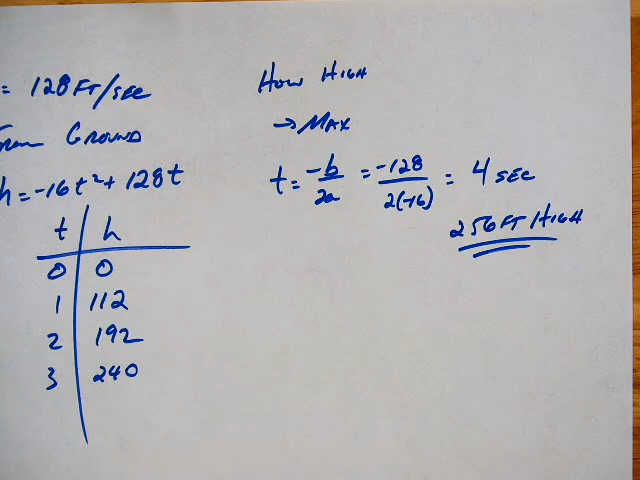 = 128 FT/SEC
FROM GROUND
h = -16t² + 128t
t h
0 0
1 112
2 192
3 240
HOW HIGH
→ MAX
t = -b/2a = -128/2(-16) = 4 SEC
256 FT HIGH